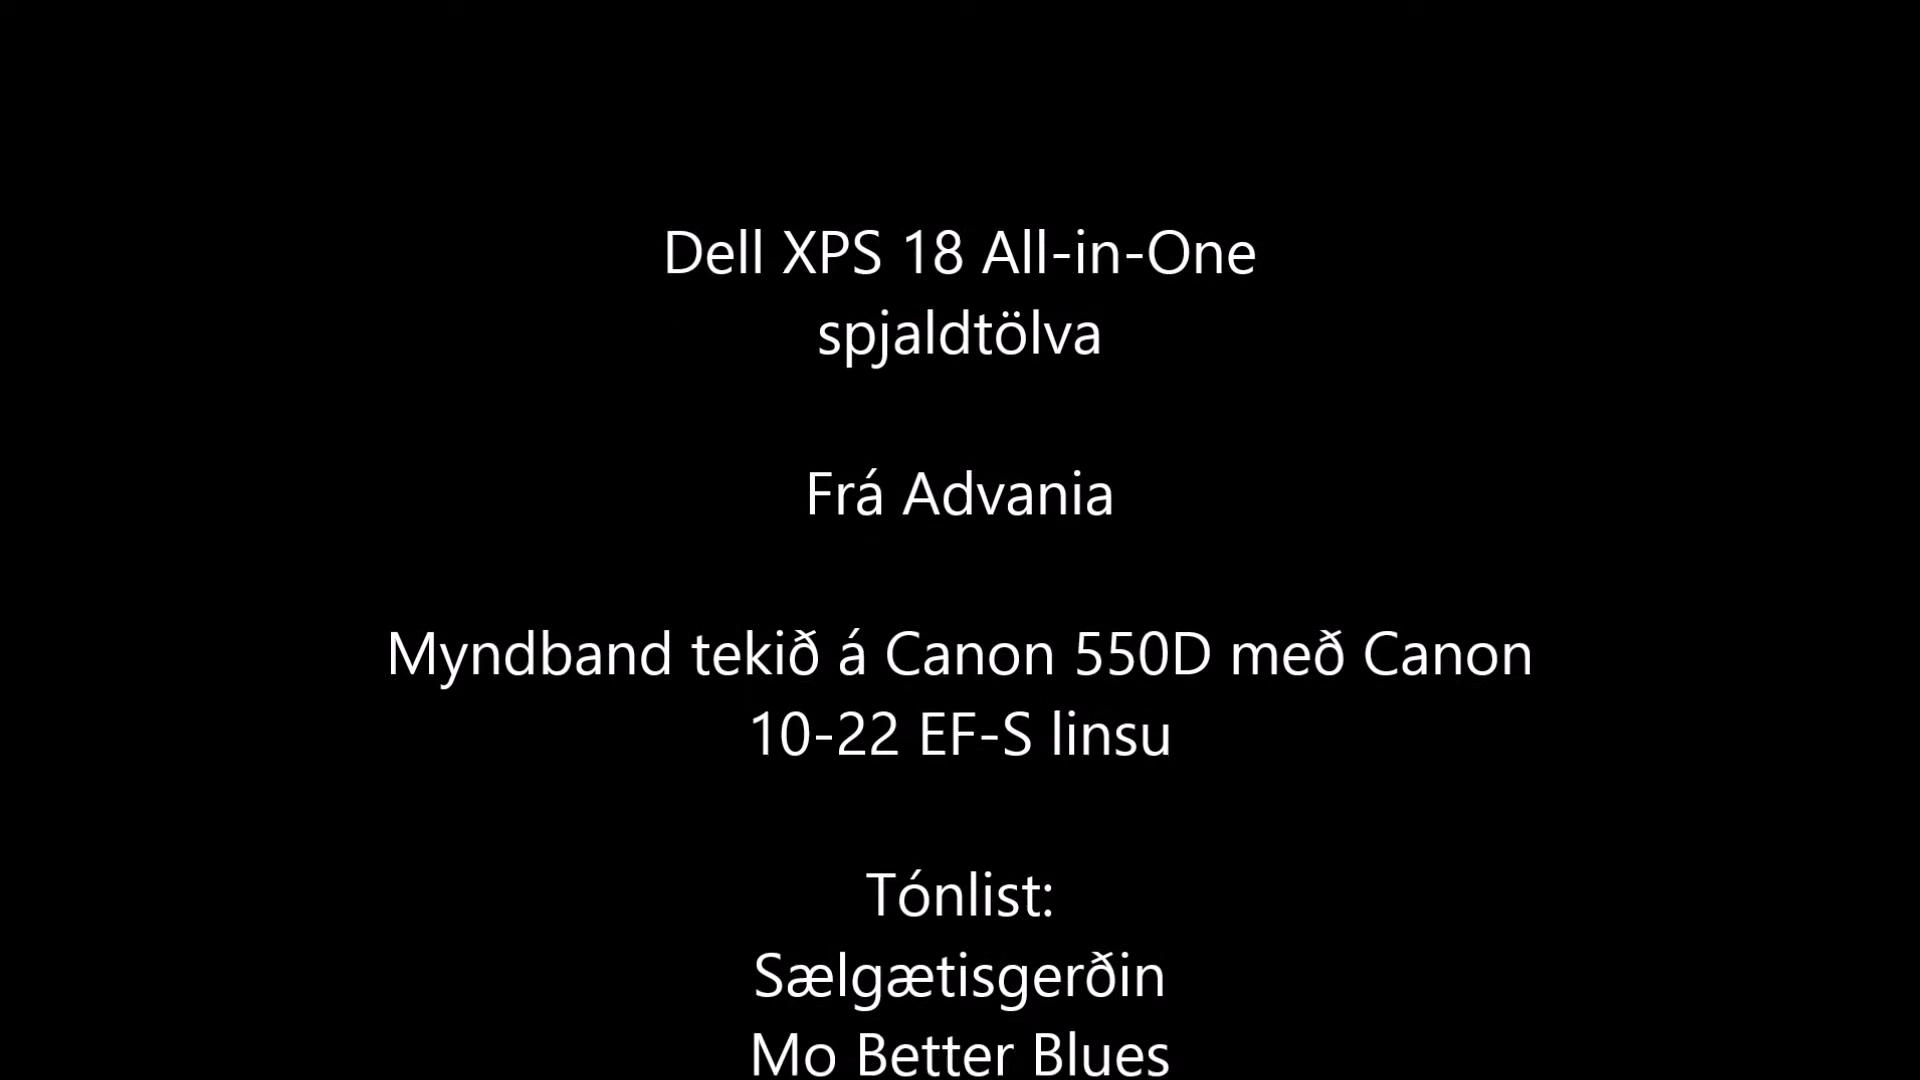 Dell XPS 18 All-in-One
spjaldtölva
Frá Advania
Myndband tekið á Canon 550D með Canon
10-22 EF-S linsu
Tónlist:
Sælgætisgerðin
Mo Better Blues